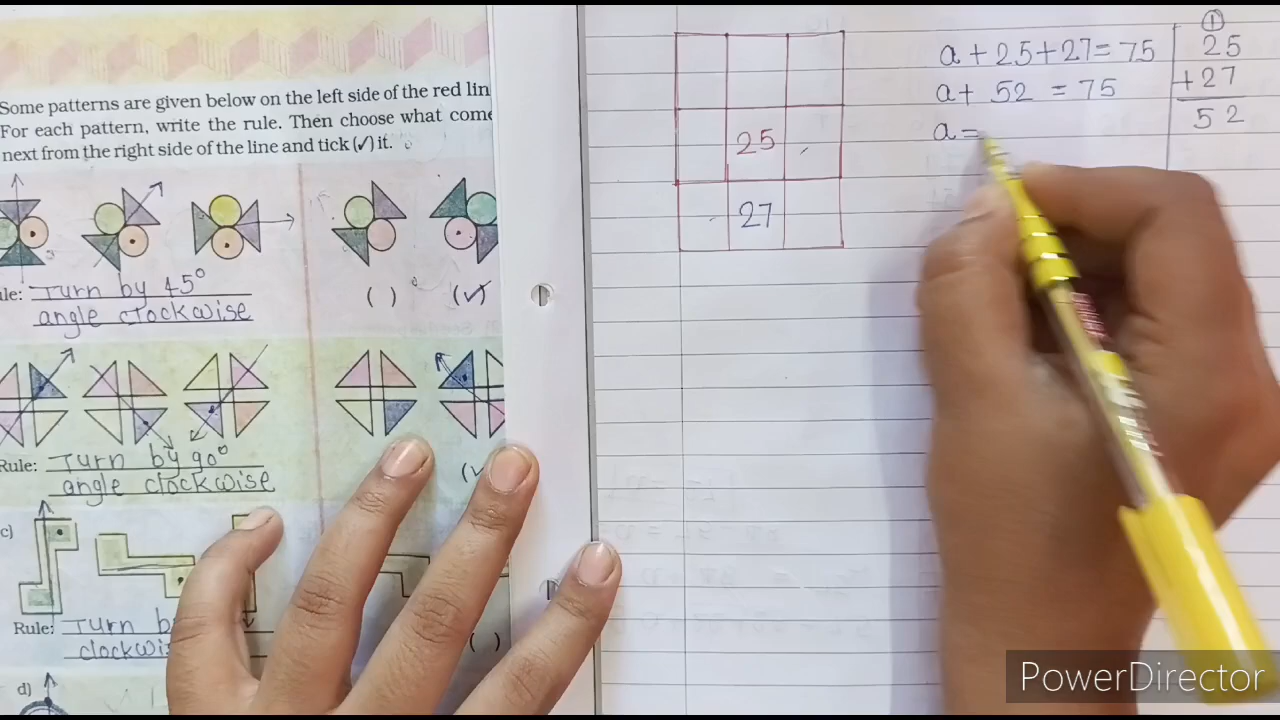 Some patterns are given below on the left side of the red lin
For each pattern, write the rule. Then choose what come
next from the right side of the line and tick (✓) it.
le: Turn by 45°
angle clockwise
( ) (✓)
Rule: Turn by 90°
angle clockwise
c)
Rule: Turn b
clockwis
( )
d)
25
27
a + 25 + 27 = 75
a + 52 = 75
a =
1
25
+ 27
52
PowerDirector